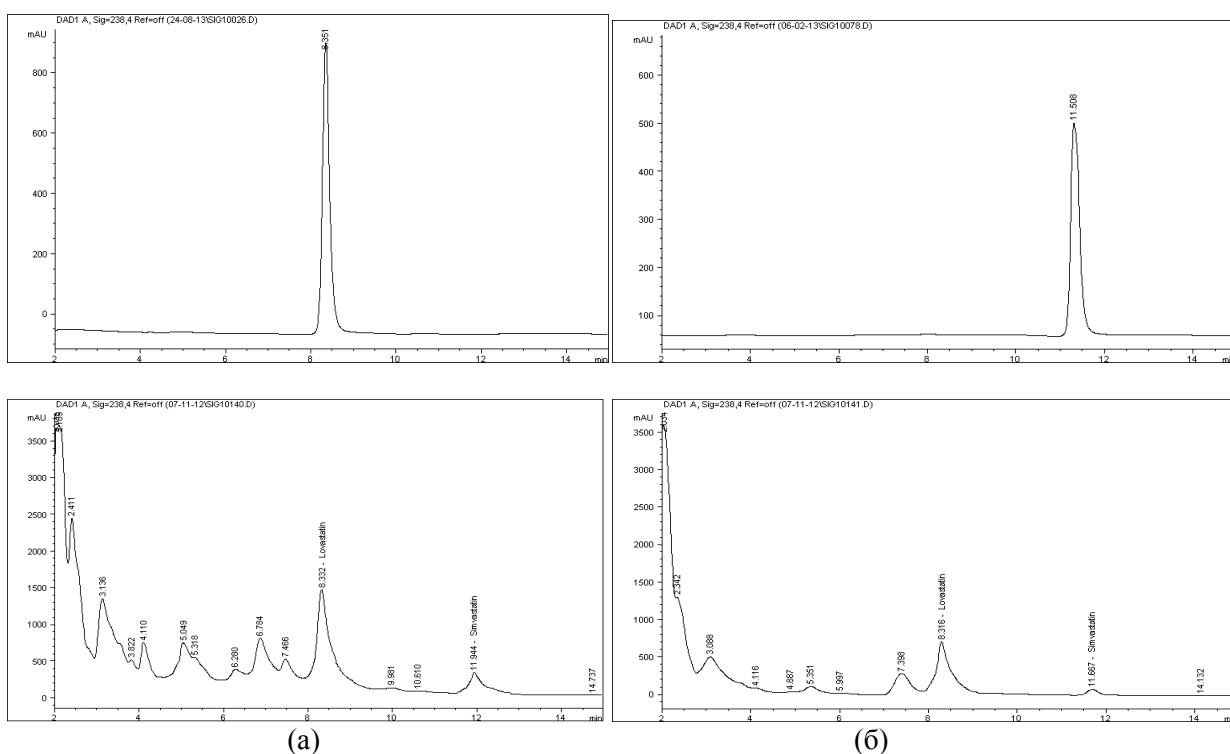 DAD1 A, Sig=238,4 Ref=off (24-08-13\SIG10026.D)
mAU
8.351
800
600
400
200
0
2 4 6 8 10 12 14 min
DAD1 A, Sig=238,4 Ref=off (06-02-13\SIG10078.D)
mAU
11.508
600
500
400
300
200
100
2 4 6 8 10 12 14 min
DAD1 A, Sig=238,4 Ref=off (07-11-12\SIG10140.D)
mAU
3500
3000
2500
2000
1500
1000
500
0
2.411
3.136
3.822
4.110
5.049
5.318
6.280
6.784
7.466
8.332 - Lovastatin
9.981
10.610
11.944 - Simvastatin
14.737
2 4 6 8 10 12 14 min
(а)
DAD1 A, Sig=238,4 Ref=off (07-11-12\SIG10141.D)
mAU
3500
3000
2500
2000
1500
1000
500
0
2.342
3.088
4.116
4.887
5.351
5.997
7.398
8.316 - Lovastatin
11.667 - Simvastatin
14.132
2 4 6 8 10 12 14
(б)